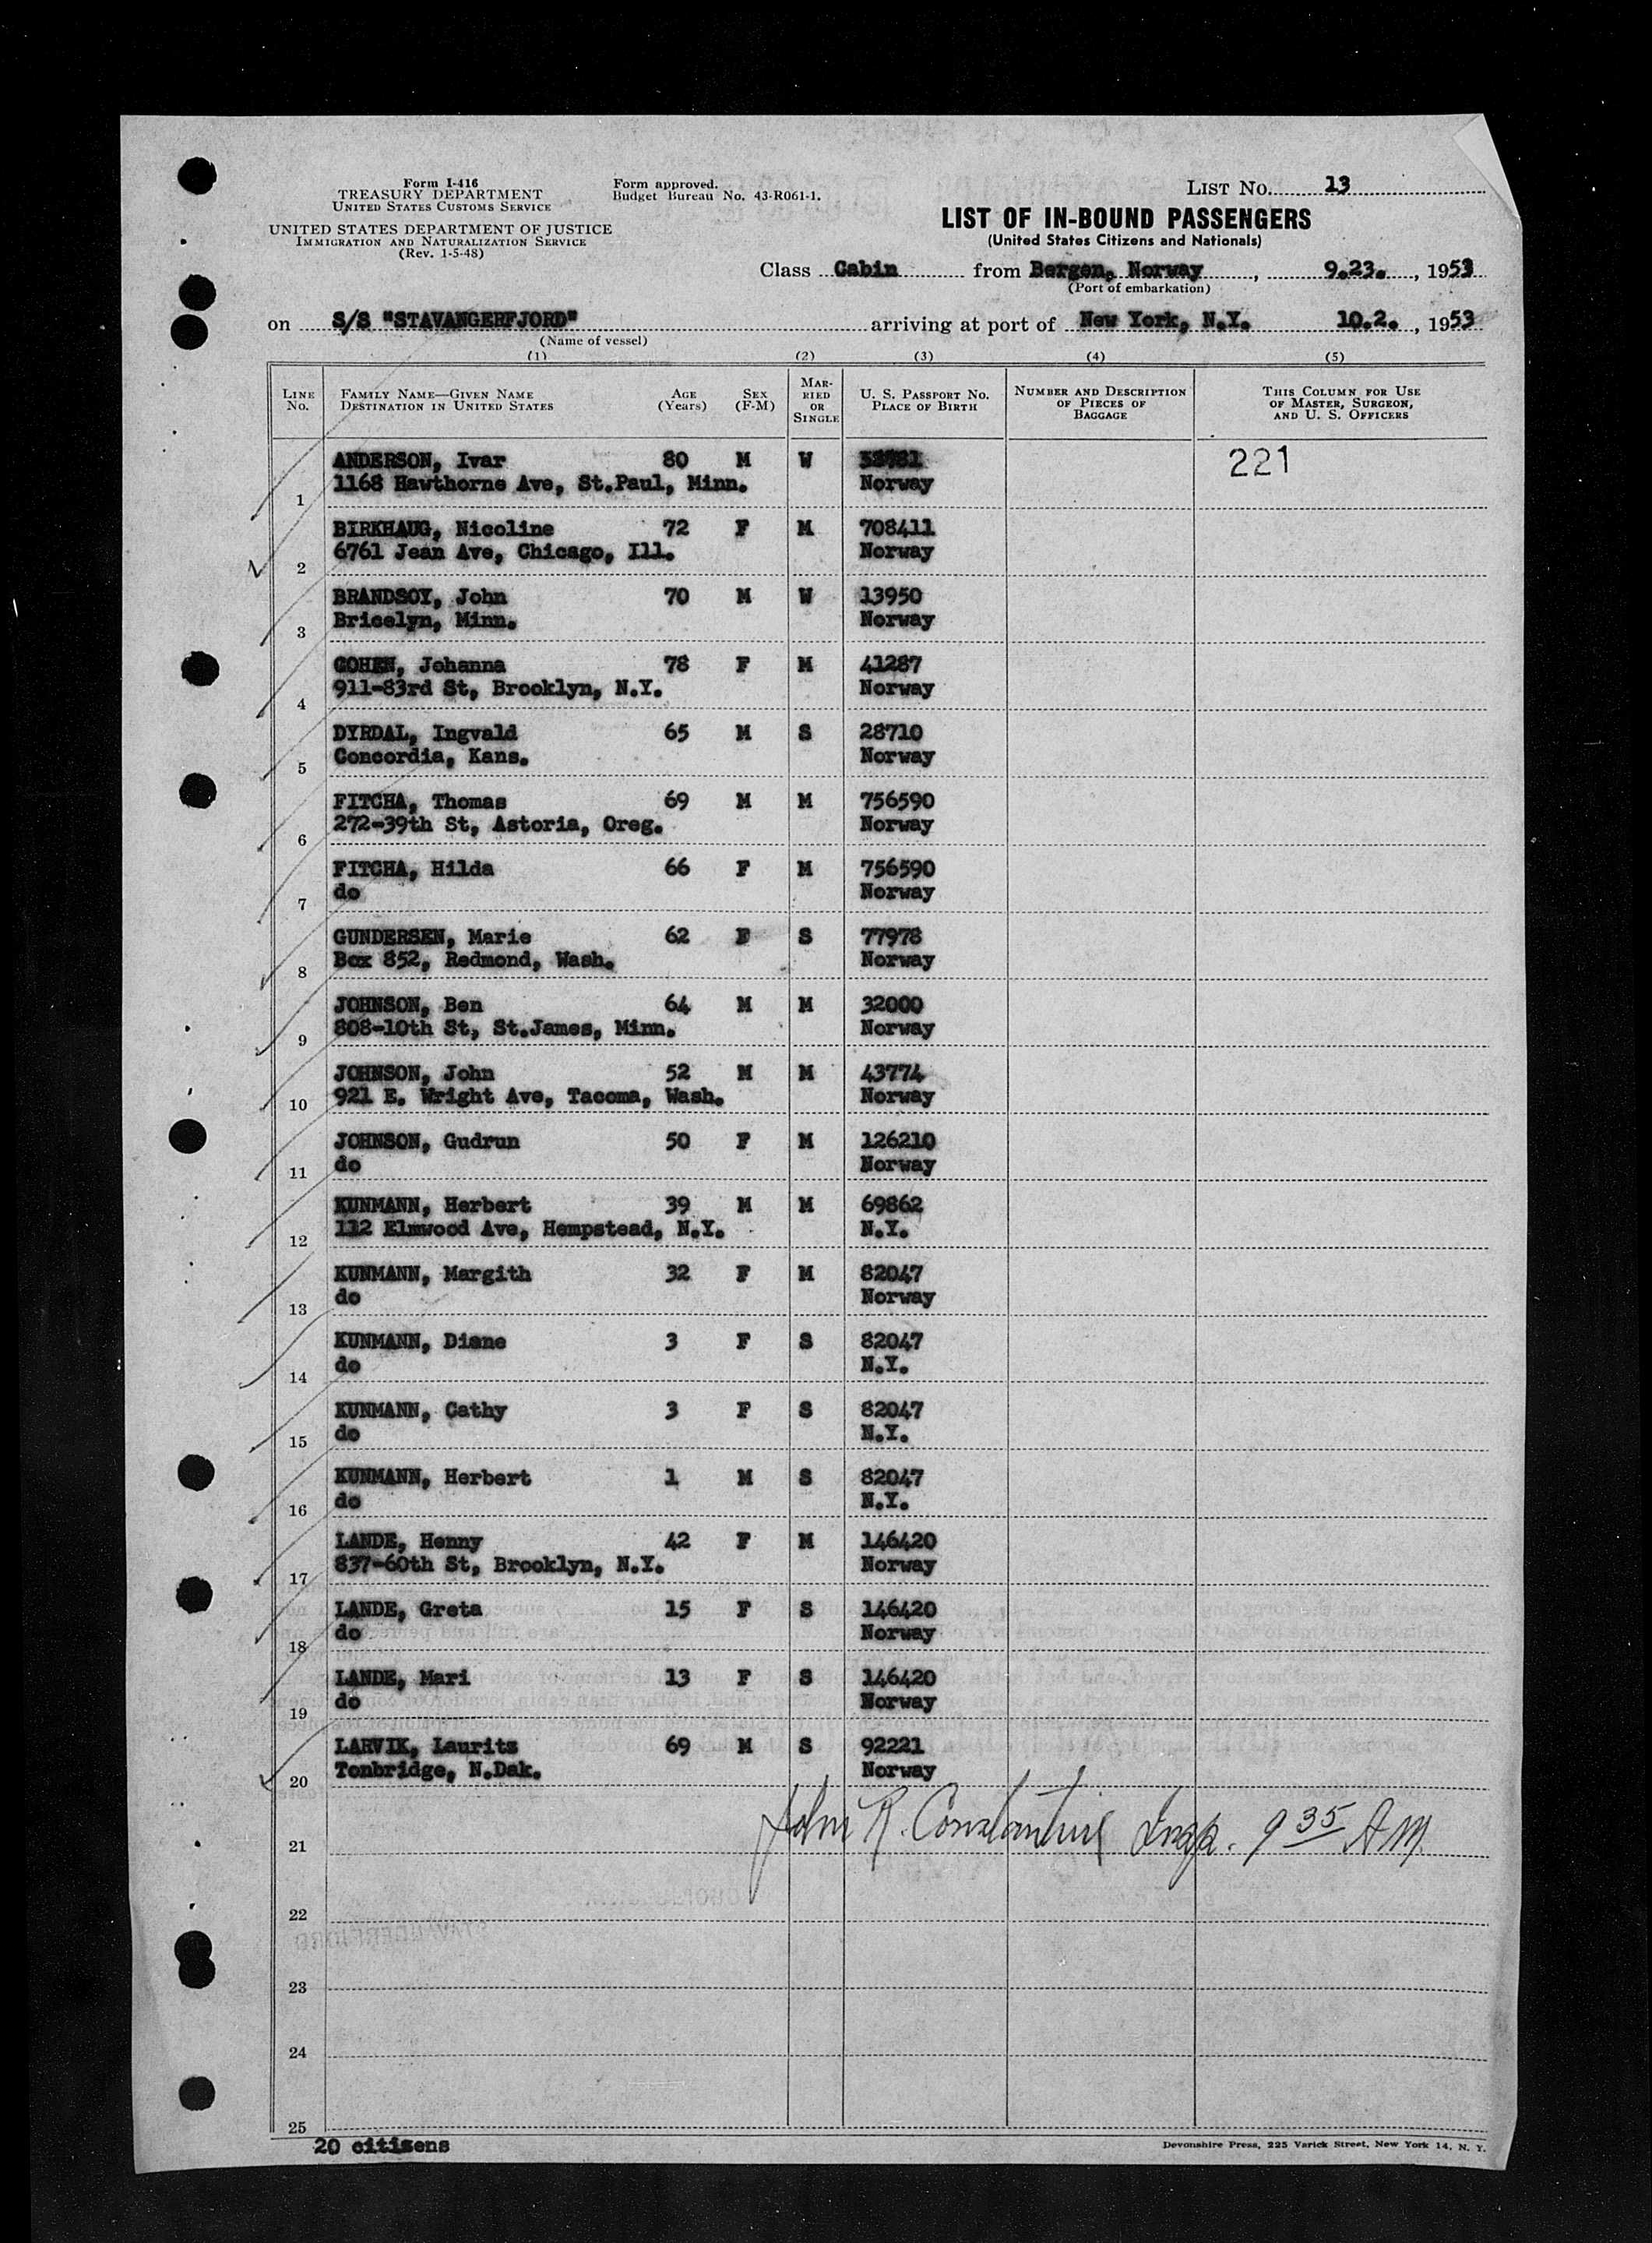 Form I-416
TREASURY DEPARTMENT
UNITED STATES CUSTOMS SERVICE
UNITED STATES DEPARTMENT OF JUSTICE
IMMIGRATION AND NATURALIZATION SERVICE
(Rev. 1-5-48)
Form approved.
Budget Bureau No. 43-R061-1.
LIST NO. 13
LIST OF IN-BOUND PASSENGERS
(United States Citizens and Nationals)
Class Cabin from Bergen, Norway, 9.23., 1953
(Port of embarkation)
on S/S "STAVANGERFJORD" arriving at port of New York, N.Y. 10.2., 1953
(Name of vessel)
(1) (2) (3) (4) (5)
LINE NO. FAMILY NAME—GIVEN NAME DESTINATION IN UNITED STATES AGE (Years) SEX (F-M) MARRIED OR SINGLE U. S. PASSPORT NO. PLACE OF BIRTH NUMBER AND DESCRIPTION OF PIECES OF BAGGAGE THIS COLUMN FOR USE OF MASTER, SURGEON, AND U. S. OFFICERS
ANDERSON, Ivar 80 M W 221
1 1168 Hawthorne Ave, St.Paul, Minn. Norway
BIRKHAUG, Nicoline 72 F M 708411
2 6761 Jean Ave, Chicago, Ill. Norway
BRANDSOY, John 70 M W 13950
3 Bricelyn, Minn. Norway
COHEN, Johanna 78 F M 41287
4 911-83rd St, Brooklyn, N.Y. Norway
DYRDAL, Ingvald 65 M S 28710
5 Concordia, Kans. Norway
FITCHA, Thomas 69 M M 756590
6 272-39th St, Astoria, Oreg. Norway
FITCHA, Hilda 66 F M 756590
7 do Norway
GUNDERSEN, Marie 62 F S 77978
8 Box 852, Redmond, Wash. Norway
JOHNSON, Ben 64 M M 32000
9 808-10th St, St.James, Minn. Norway
JOHNSON, John 52 M M 43774
10 921 E. Wright Ave, Tacoma, Wash. Norway
JOHNSON, Gudrun 50 F M 126210
11 do Norway
KUNMANN, Herbert 39 M M 69862
12 112 Elmwood Ave, Hempstead, N.Y. N.Y.
KUNMANN, Margith 32 F M 82047
13 do Norway
KUNMANN, Diane 3 F S 82047
14 do N.Y.
KUNMANN, Cathy 3 F S 82047
15 do N.Y.
KUNMANN, Herbert 1 M S 82047
16 do N.Y.
LANDE, Henny 42 F M 146420
17 837-60th St, Brooklyn, N.Y. Norway
LANDE, Greta 15 F S 146420
18 do Norway
LANDE, Mari 13 F S 146420
19 do Norway
LARVIK, Lauritz 69 M S 92221
20 Tonbridge, N.Dak. Norway
21 John R. Constantine Insp. 9 35 AM
22
23
24
25
20 citizens
Devonshire Press, 225 Varick Street, New York 14, N. Y.